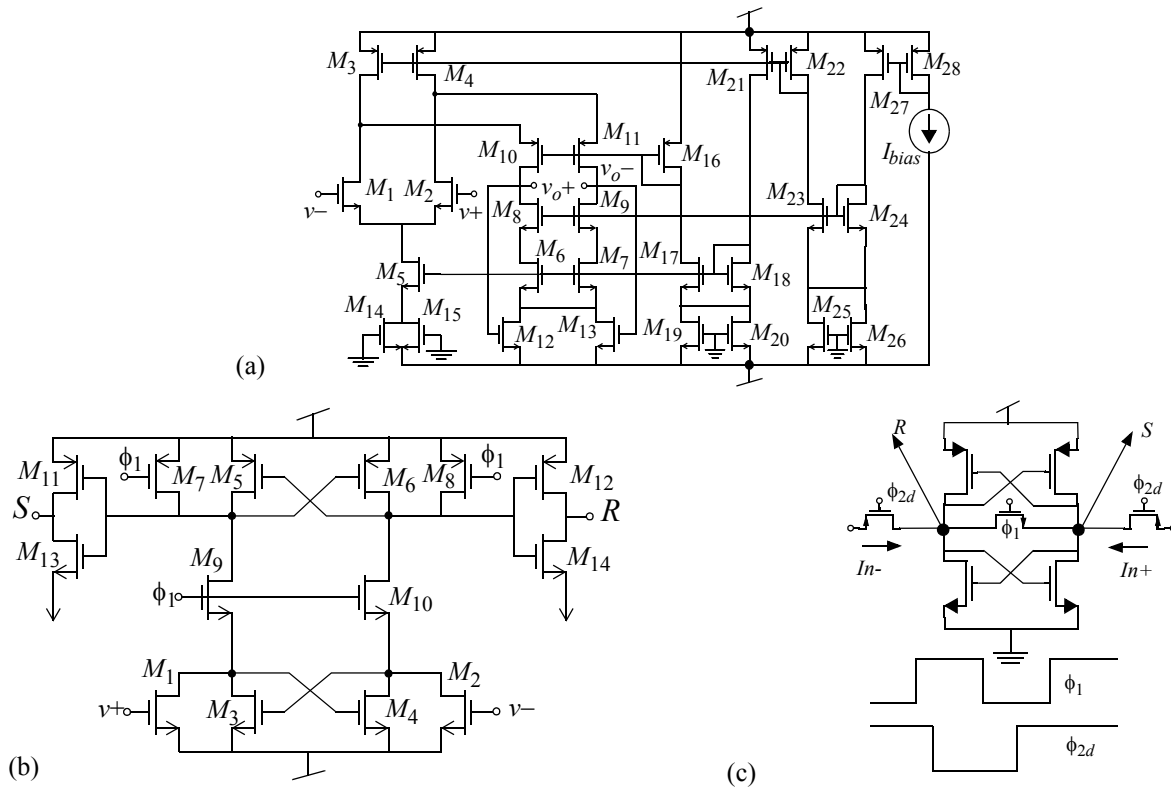 M3
M4
M21
M22
M28
M27
Ibias
M11
M10
M16
vo+
vo−
M1
M2
v−
v+
M8
M9
M23
M24
M6
M7
M17
M18
M5
M14
M15
M12
M13
M19
M20
M25
M26
(a)
M11
ϕ1
M7
M5
M6
M8
ϕ1
M12
S
R
M13
M9
M14
ϕ1
M10
M1
M2
v+
M3
M4
v−
(b)
R
S
ϕ2d
ϕ2d
ϕ1
In-
In+
ϕ1
ϕ2d
(c)